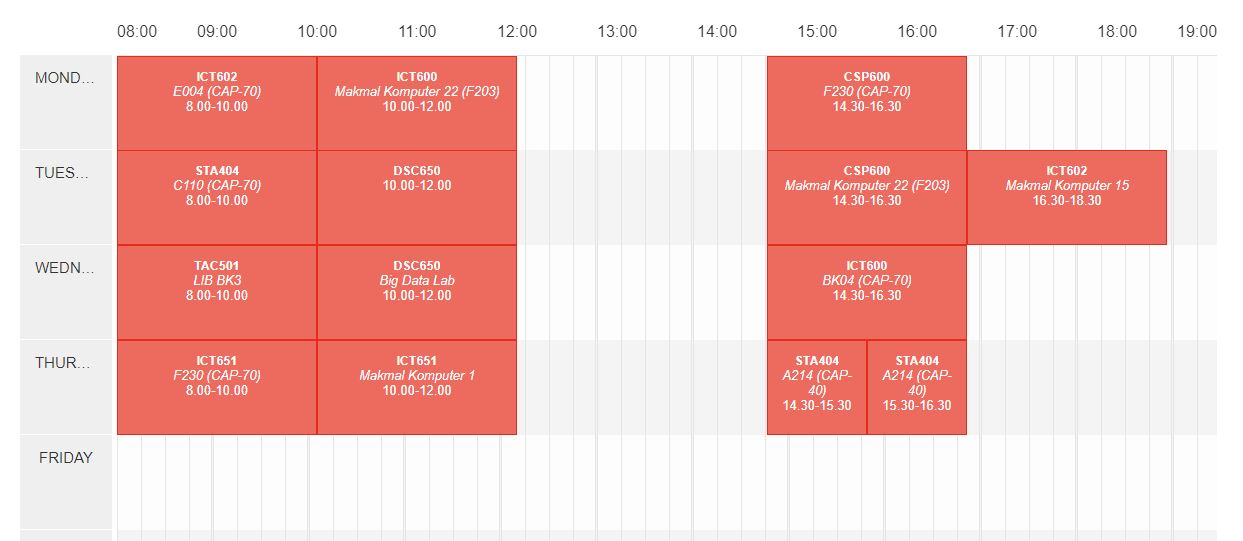 08:00 09:00 10:00 11:00 12:00 13:00 14:00 15:00 16:00 17:00 18:00 19:00
MOND...
ICT602
E004 (CAP-70)
8.00-10.00
ICT600
Makmal Komputer 22 (F203)
10.00-12.00
CSP600
F230 (CAP-70)
14.30-16.30
TUES...
STA404
C110 (CAP-70)
8.00-10.00
DSC650
10.00-12.00
CSP600
Makmal Komputer 22 (F203)
14.30-16.30
ICT602
Makmal Komputer 15
16.30-18.30
WEDN...
TAC501
LIB BK3
8.00-10.00
DSC650
Big Data Lab
10.00-12.00
ICT600
BK04 (CAP-70)
14.30-16.30
THUR...
ICT651
F230 (CAP-70)
8.00-10.00
ICT651
Makmal Komputer 1
10.00-12.00
STA404
A214 (CAP-
40)
14.30-15.30
STA404
A214 (CAP-
40)
15.30-16.30
FRIDAY